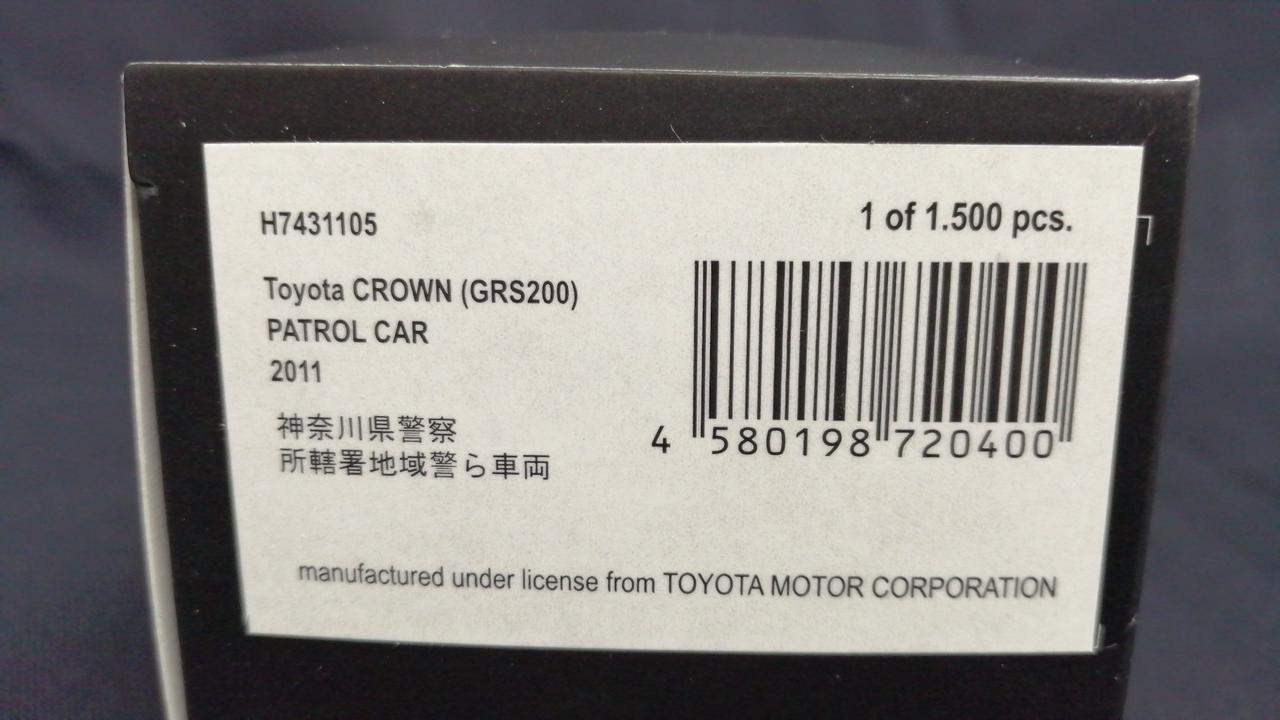 H7431105
1 of 1.500 pcs.
Toyota CROWN (GRS200)
PATROL CAR
2011
神奈川県警察
所轄署地域警ら車両
4 580198 720400
manufactured under license from TOYOTA MOTOR CORPORATION